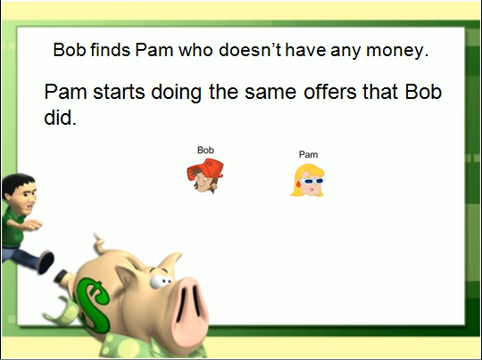 Bob finds Pam who doesn't have any money.
Pam starts doing the same offers that Bob
did.
Bob
Pam
$